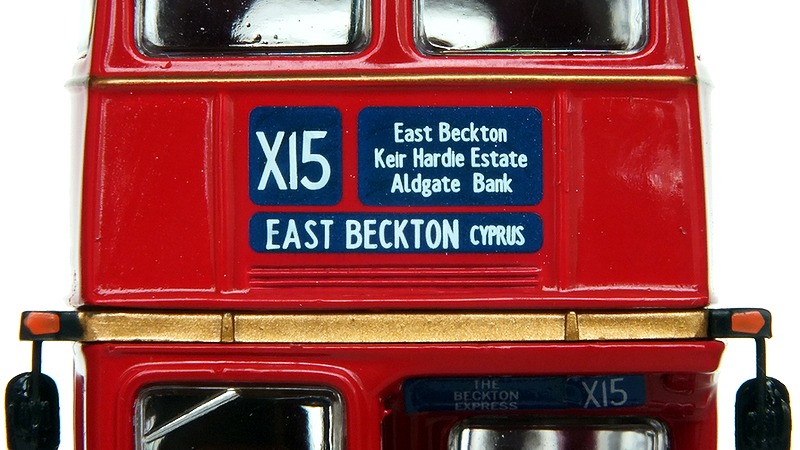 X15
East Beckton
Keir Hardie Estate
Aldgate Bank
EAST BECKTON CYPRUS
THE
BECKTON
EXPRESS
X15